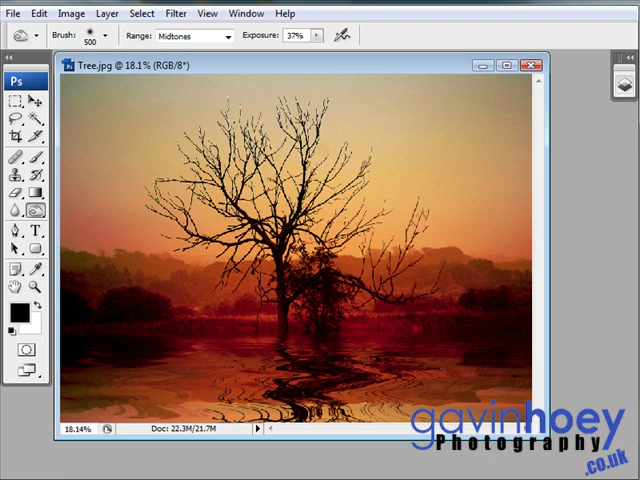 File Edit Image Layer Select Filter View Window Help
Brush: 500 Range: Midtones Exposure: 37%
Ps
Tree.jpg @ 18.1% (RGB/8*)
T
18.14% Doc: 22.3M/21.7M
gavinhoey
Photography
.co.uk